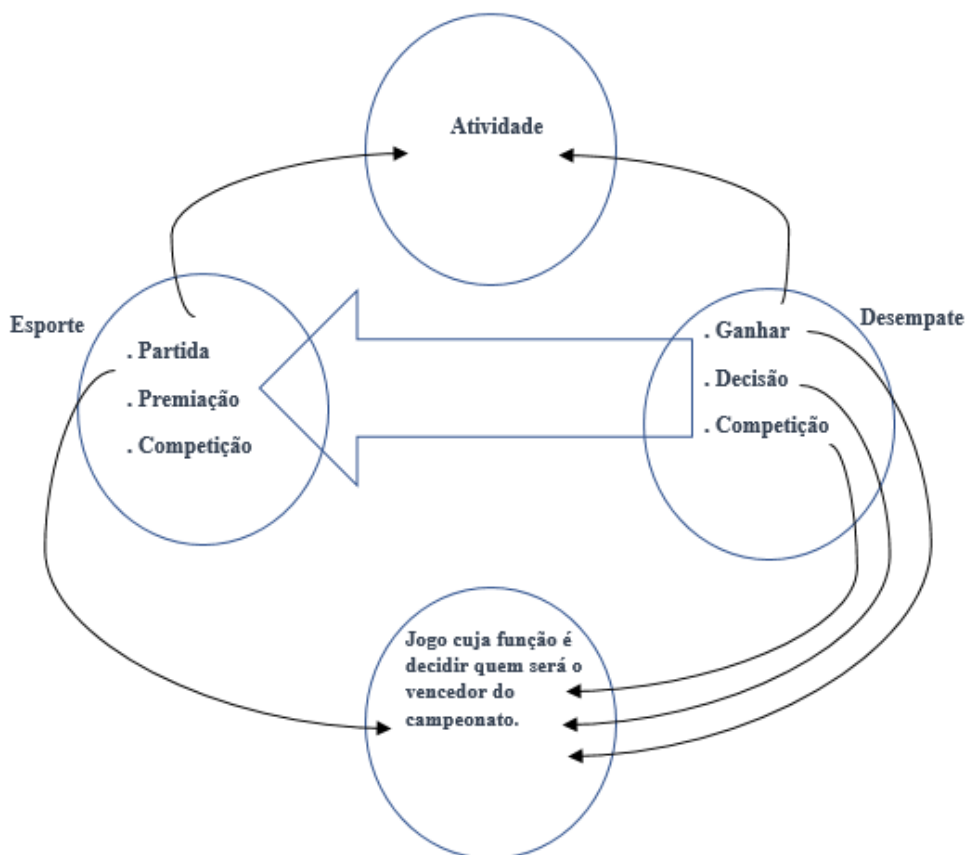 Atividade
Esporte
. Partida
. Premiação
. Competição
Desempate
. Ganhar
. Decisão
. Competição
Jogo cuja função é
decidir quem será o
vencedor do
campeonato.